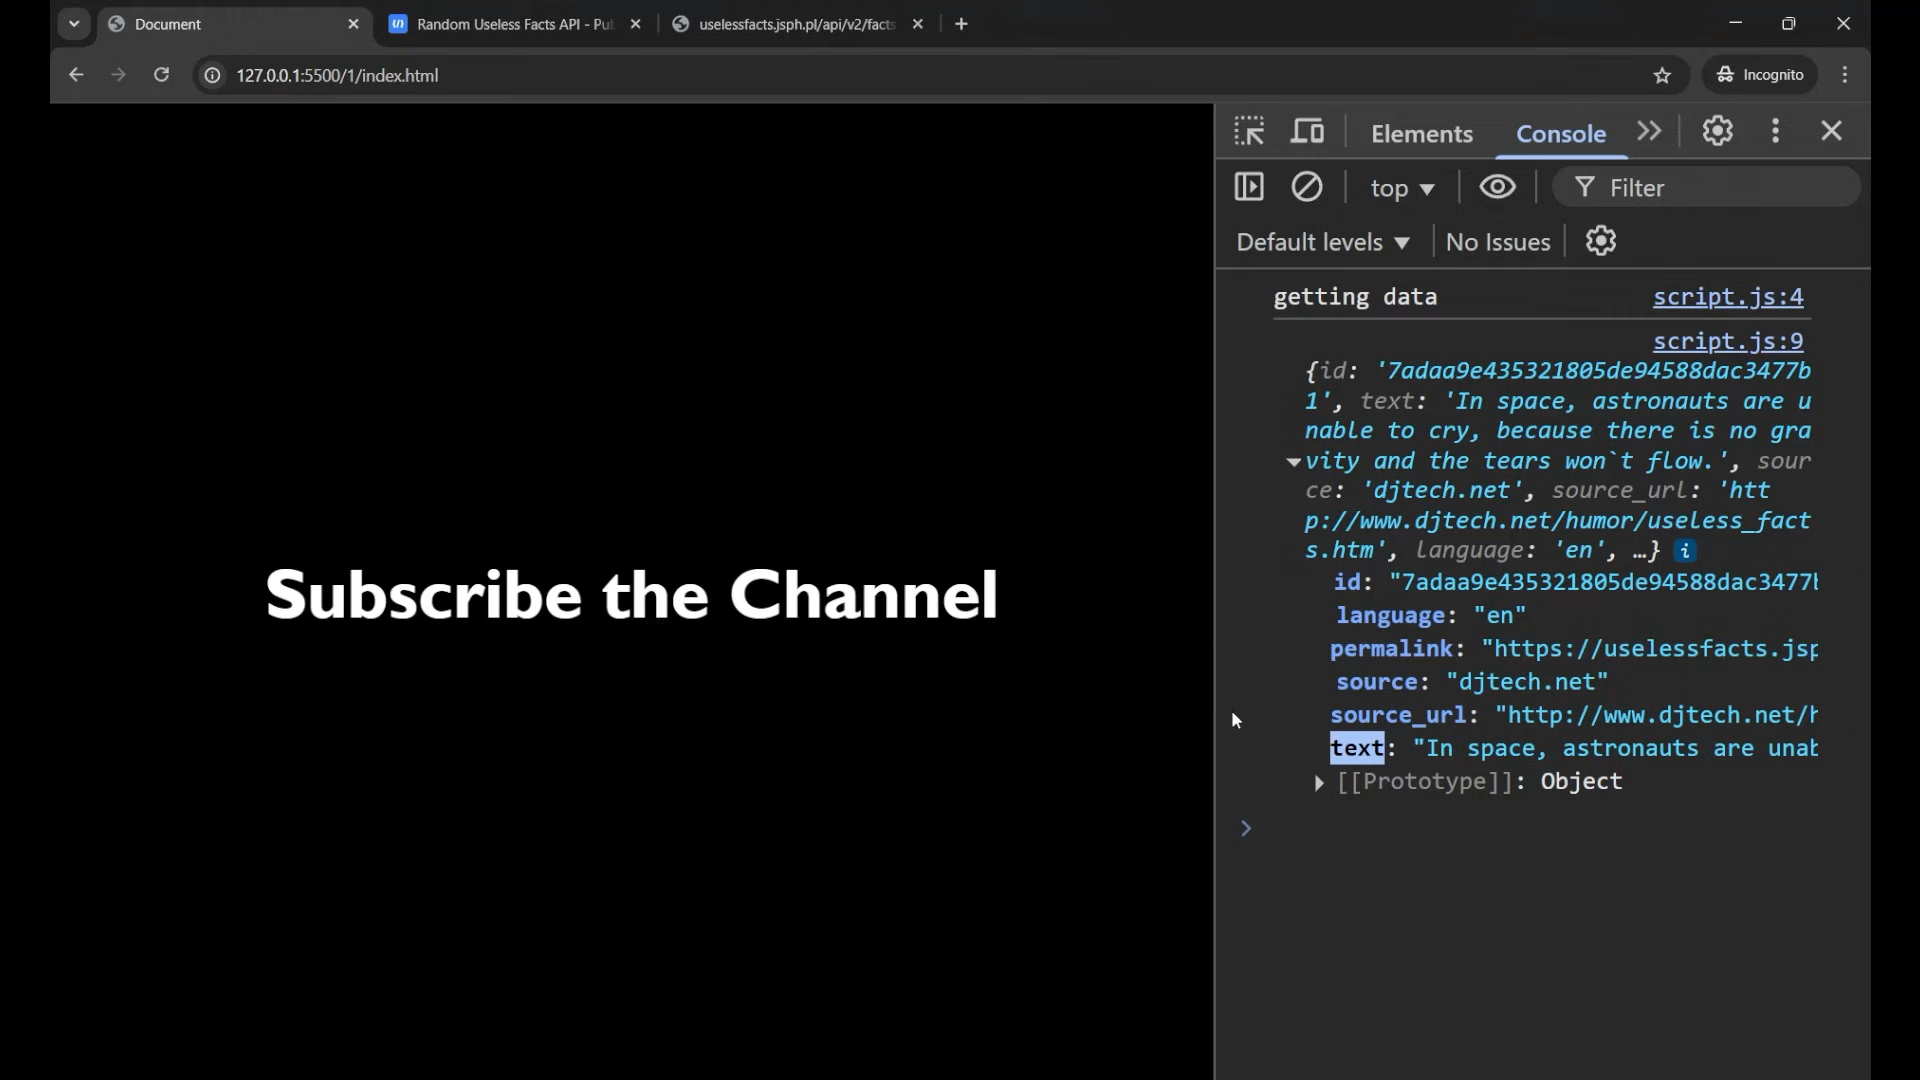 Document
Random Useless Facts API - Pu
uselessfacts.jsph.pl/api/v2/facts
127.0.0.1:5500/1/index.html
Incognito
Elements
Console
top
Filter
Default levels
No Issues
getting data script.js:4
script.js:9
{id: '7adaa9e435321805de94588dac3477b
1', text: 'In space, astronauts are u
nable to cry, because there is no gra
vity and the tears won`t flow.', sour
ce: 'djtech.net', source_url: 'htt
p://www.djtech.net/humor/useless_fact
s.htm', language: 'en', …}
id: "7adaa9e435321805de94588dac3477b
language: "en"
permalink: "https://uselessfacts.jsp
source: "djtech.net"
source_url: "http://www.djtech.net/h
text: "In space, astronauts are unab
[[Prototype]]: Object
Subscribe the Channel